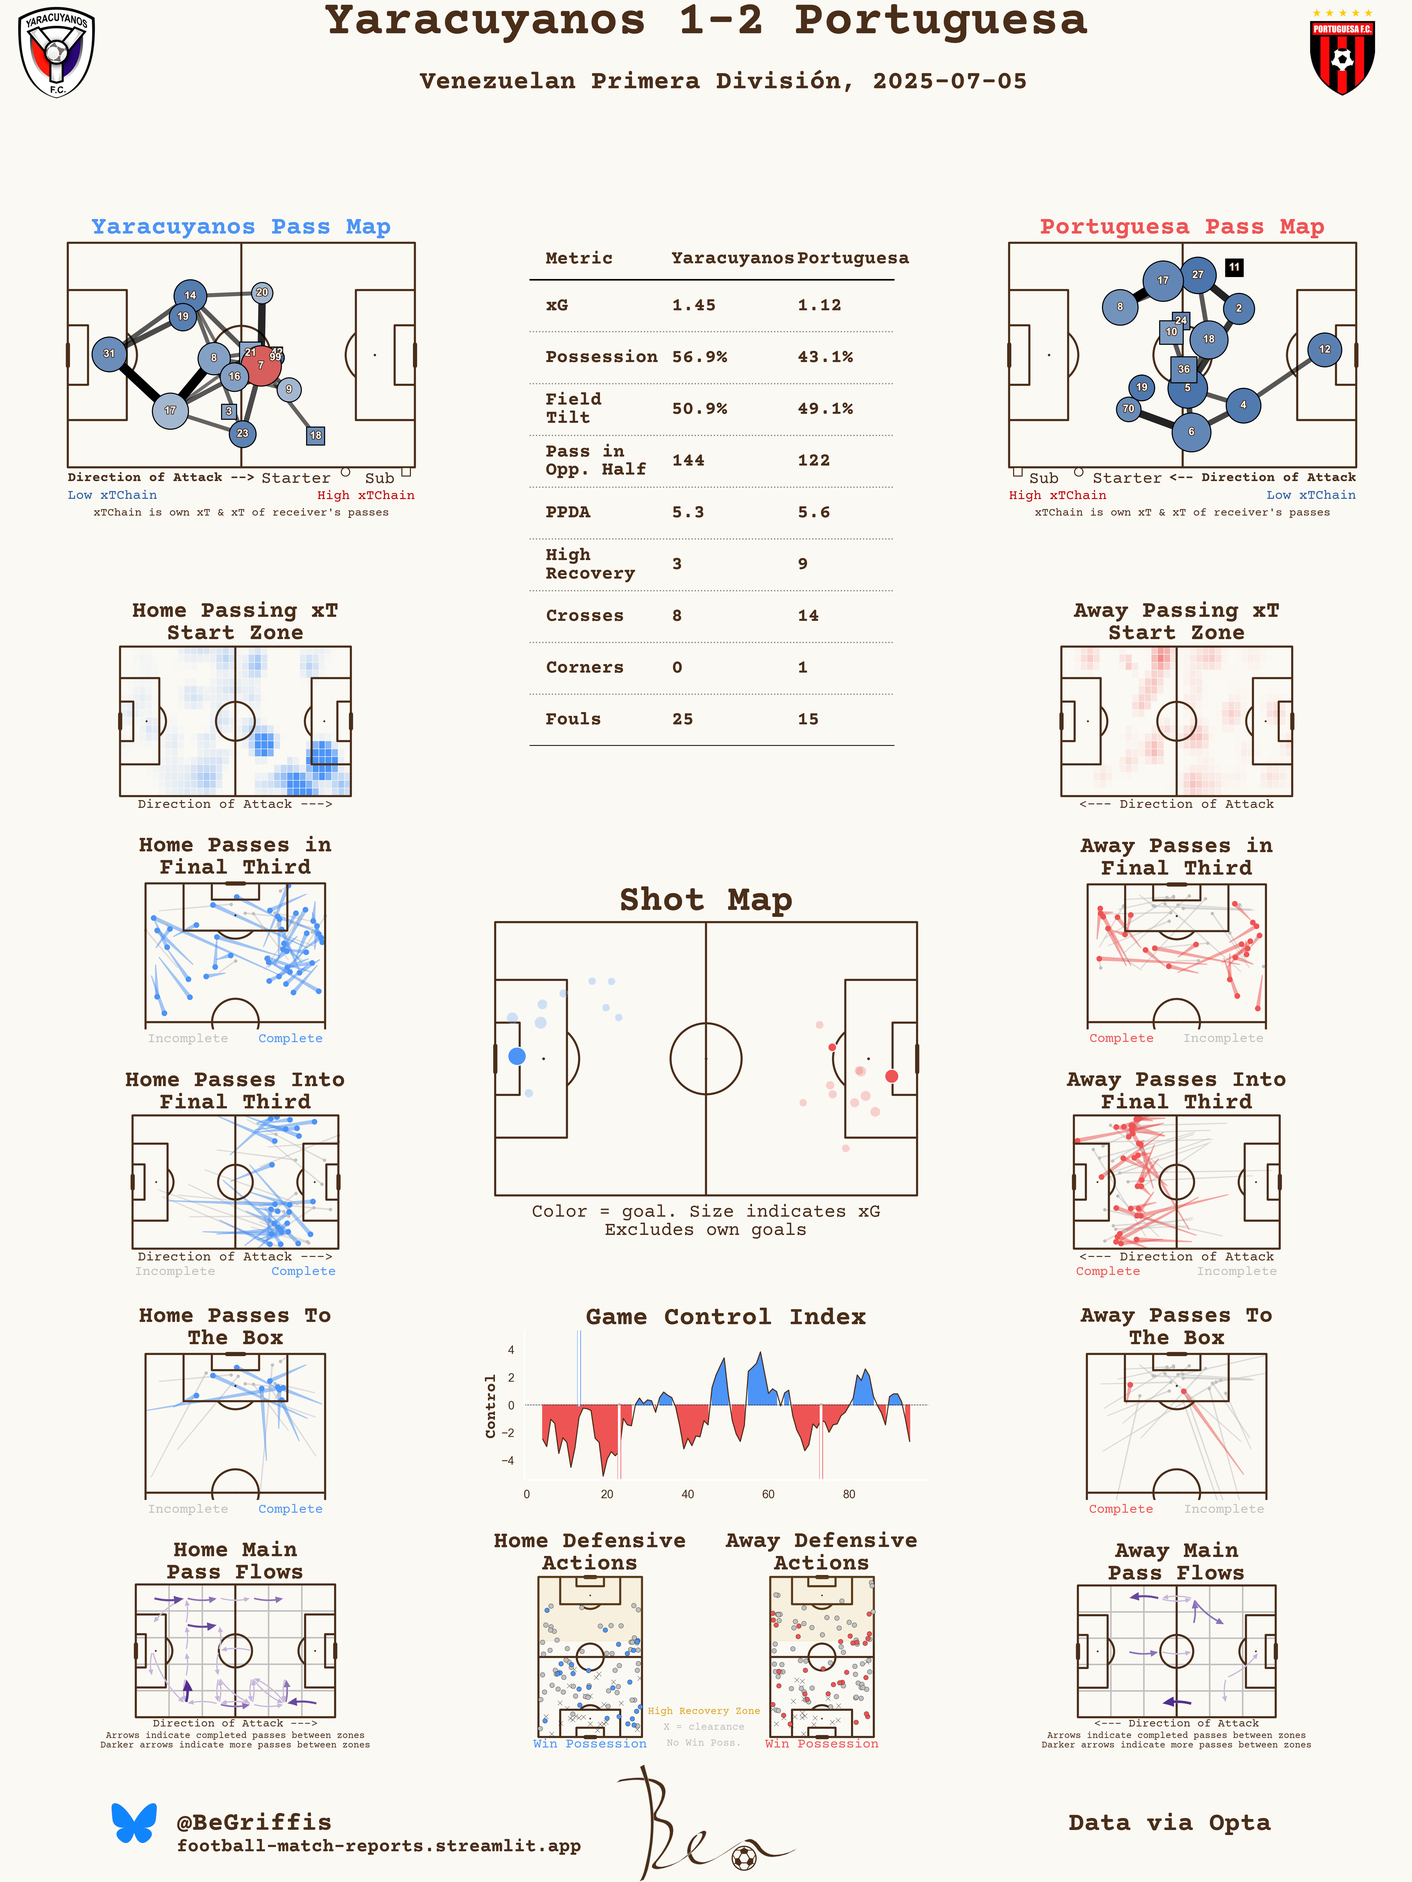 Yaracuyanos 1-2 Portuguesa
YARACUYANOS
F.C.
PORTUGUESA F.C.
Venezuelan Primera División, 2025-07-05
Yaracuyanos Pass Map
14
20
19
31
8
21
99
7
16
9
17
3
23
18
Direction of Attack --> Starter Sub
Low xTChain High xTChain
xTChain is own xT & xT of receiver's passes
Metric Yaracuyanos Portuguesa
xG 1.45 1.12
Possession 56.9% 43.1%
Field Tilt 50.9% 49.1%
Pass in Opp. Half 144 122
PPDA 5.3 5.6
High Recovery 3 9
Crosses 8 14
Corners 0 1
Fouls 25 15
Portuguesa Pass Map
11
27
17
8
2
24
10
18
12
36
19
5
70
4
6
Sub Starter <-- Direction of Attack
High xTChain Low xTChain
xTChain is own xT & xT of receiver's passes
Home Passing xT
Start Zone
Direction of Attack --->
Away Passing xT
Start Zone
<--- Direction of Attack
Home Passes in
Final Third
Incomplete Complete
Away Passes in
Final Third
Complete Incomplete
Shot Map
Color = goal. Size indicates xG
Excludes own goals
Home Passes Into
Final Third
Direction of Attack --->
Incomplete Complete
Away Passes Into
Final Third
<--- Direction of Attack
Complete Incomplete
Home Passes To
The Box
Incomplete Complete
Game Control Index
Control
4
2
0
−2
−4
0 20 40 60 80
Away Passes To
The Box
Complete Incomplete
Home Main
Pass Flows
Direction of Attack --->
Arrows indicate completed passes between zones
Darker arrows indicate more passes between zones
Home Defensive
Actions
Win Possession
Away Defensive
Actions
Win Possession
High Recovery Zone
X = clearance
No Win Poss.
Away Main
Pass Flows
<--- Direction of Attack
Arrows indicate completed passes between zones
Darker arrows indicate more passes between zones
@BeGriffis
football-match-reports.streamlit.app
Ben
Data via Opta